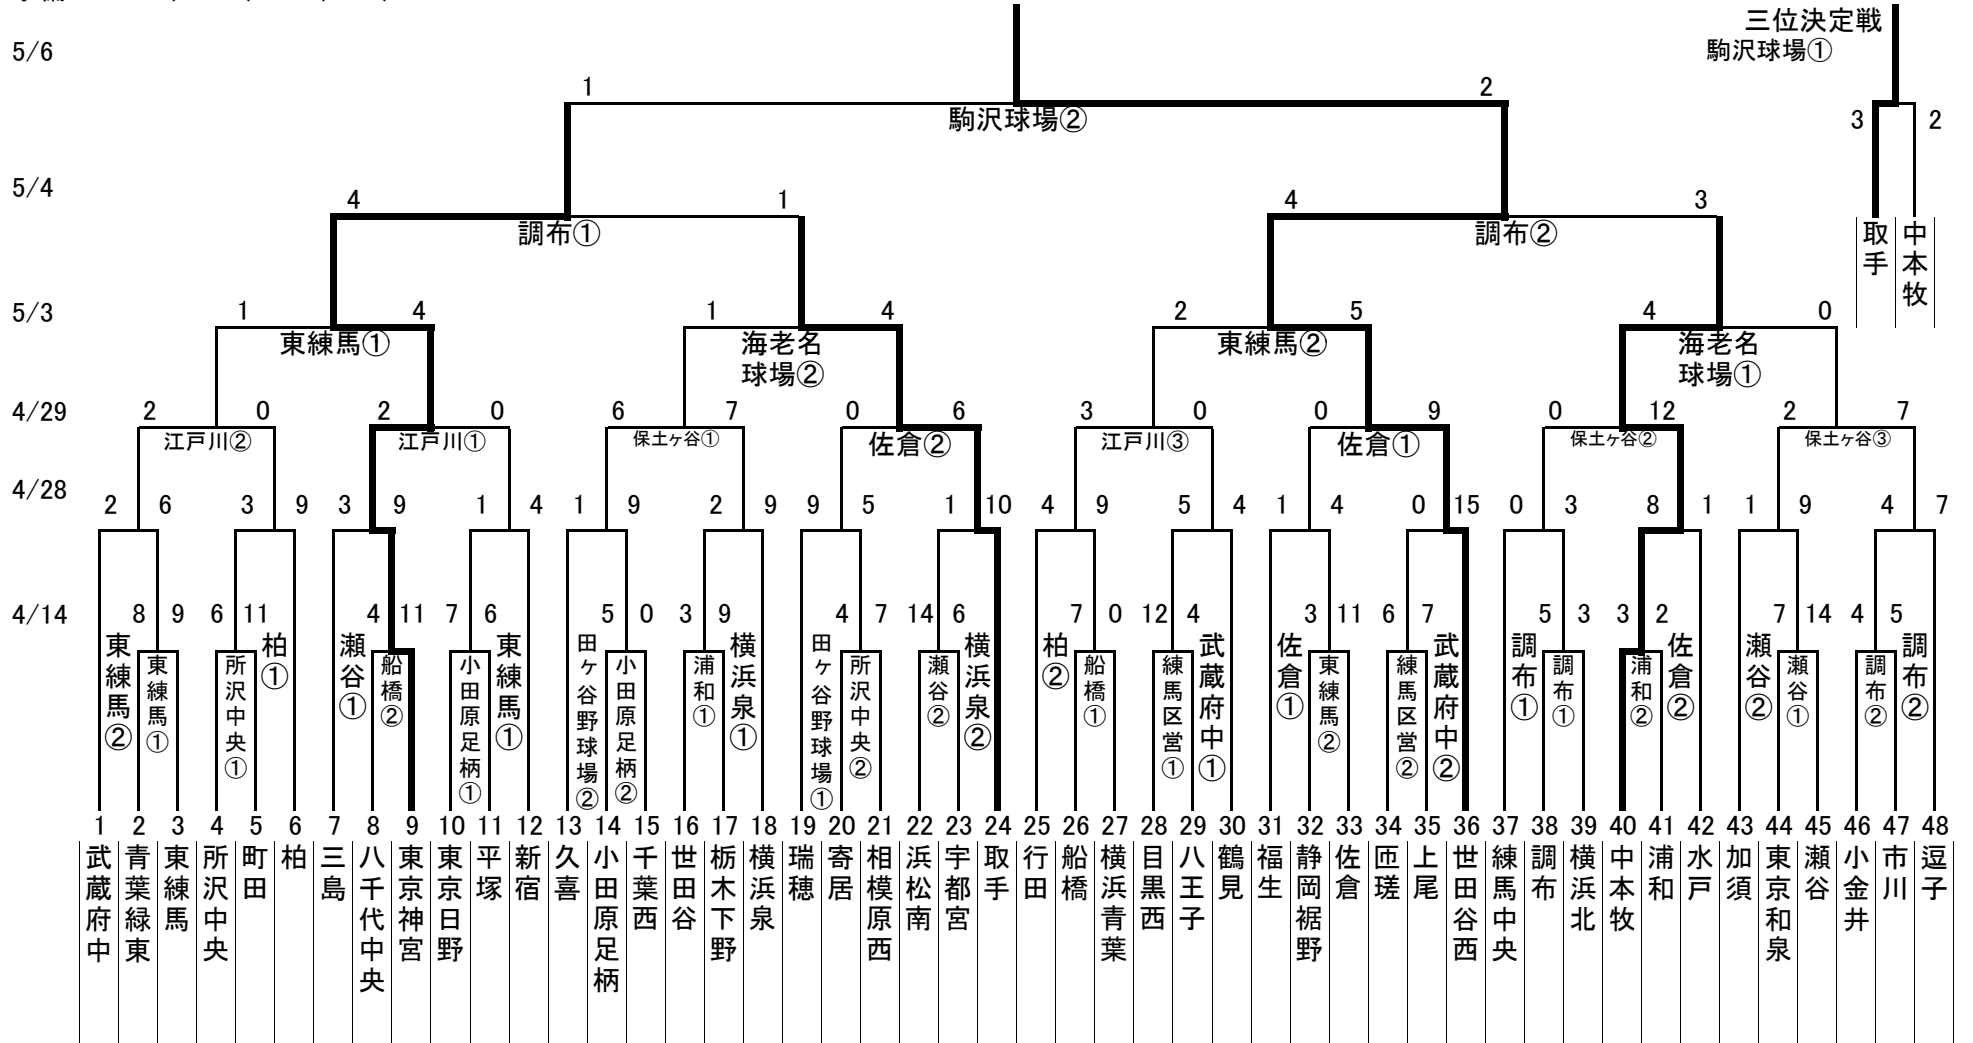 三位決定戦
5/6
駒沢球場①
1
2
駒沢球場②
3
2
5/4
4
1
4
3
調布①
調布②
取手
中本牧
5/3
1
4
1
4
2
5
4
0
東練馬①
海老名
球場②
東練馬②
海老名
球場①
4/29
2
0
2
0
6
7
0
6
3
0
0
9
0
12
2
7
江戸川②
江戸川①
保土ヶ谷①
佐倉②
江戸川③
佐倉①
保土ヶ谷②
保土ヶ谷③
4/28
2
6
3
9
3
9
1
4
1
9
2
9
9
5
1
10
4
9
5
4
1
4
0
15
0
3
8
1
1
9
4
7
4/14
8
9
6
11
4
11
7
6
5
0
3
9
4
7
14
6
7
0
12
4
3
11
6
7
5
3
3
2
7
14
4
5
東練馬②
東練馬①
所沢中央①
柏①
瀬谷①
船橋②
小田原足柄①
東練馬①
田ヶ谷野球場②
小田原足柄②
浦和①
横浜泉①
田ヶ谷野球場①
所沢中央②
瀬谷②
横浜泉②
柏②
船橋①
練馬区営①
武蔵府中①
佐倉①
東練馬②
練馬区営②
武蔵府中②
調布①
調布①
浦和②
佐倉②
瀬谷②
瀬谷①
調布②
調布②
1 2 3 4 5 6 7 8 9 10 11 12 13 14 15 16 17 18 19 20 21 22 23 24 25 26 27 28 29 30 31 32 33 34 35 36 37 38 39 40 41 42 43 44 45 46 47 48
武蔵府中
青葉緑東
東練馬
所沢中央
町田
柏
三島
八千代中央
東京神宮
東京日野
平塚
新宿
久喜
小田原足柄
千葉西
世田谷
栃木下野
横浜泉
瑞穂
寄居
相模原西
浜松南
宇都宮
取手
行田
船橋
横浜青葉
目黒西
八王子
鶴見
福生
静岡裾野
佐倉
匝瑳
上尾
世田谷西
練馬中央
調布
横浜北
中本牧
浦和
水戸
加須
東京和泉
瀬谷
小金井
市川
逗子